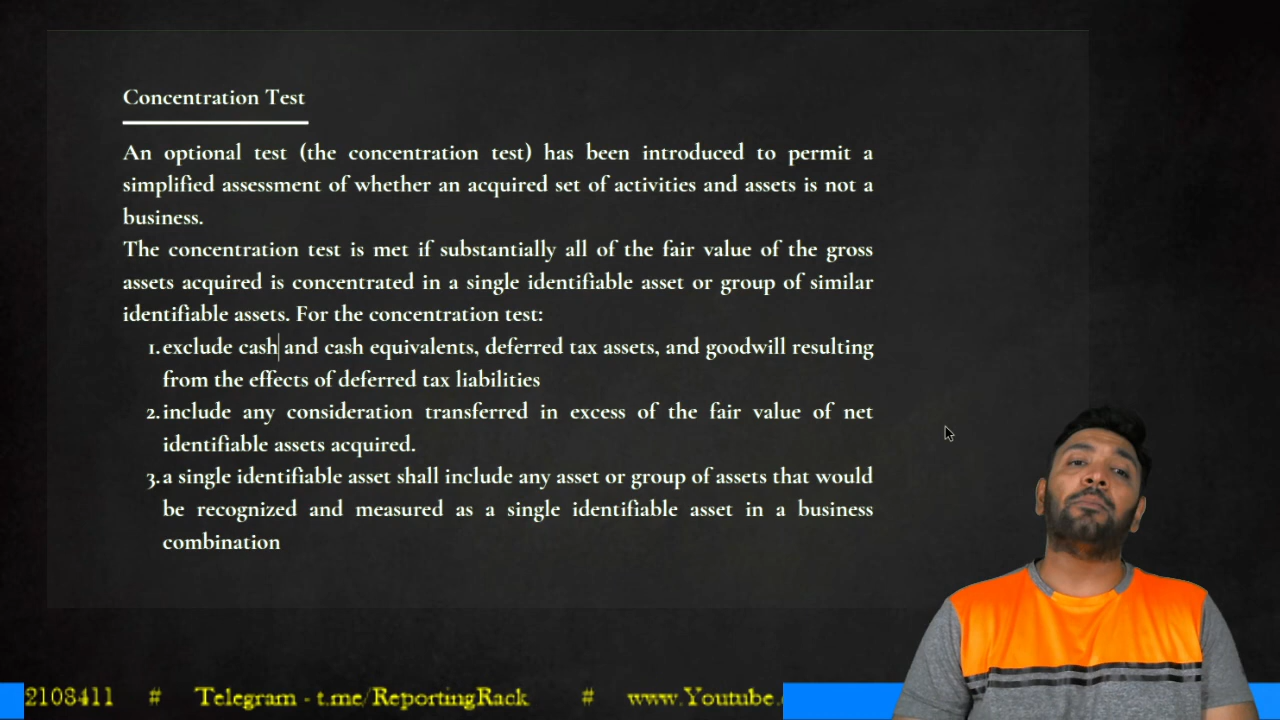 Concentration Test
An optional test (the concentration test) has been introduced to permit a
simplified assessment of whether an acquired set of activities and assets is not a
business.
The concentration test is met if substantially all of the fair value of the gross
assets acquired is concentrated in a single identifiable asset or group of similar
identifiable assets. For the concentration test:
1. exclude cash and cash equivalents, deferred tax assets, and goodwill resulting
from the effects of deferred tax liabilities
2. include any consideration transferred in excess of the fair value of net
identifiable assets acquired.
3. a single identifiable asset shall include any asset or group of assets that would
be recognized and measured as a single identifiable asset in a business
combination
2108411 # Telegram - t.me/ReportingRack # www.Youtube.